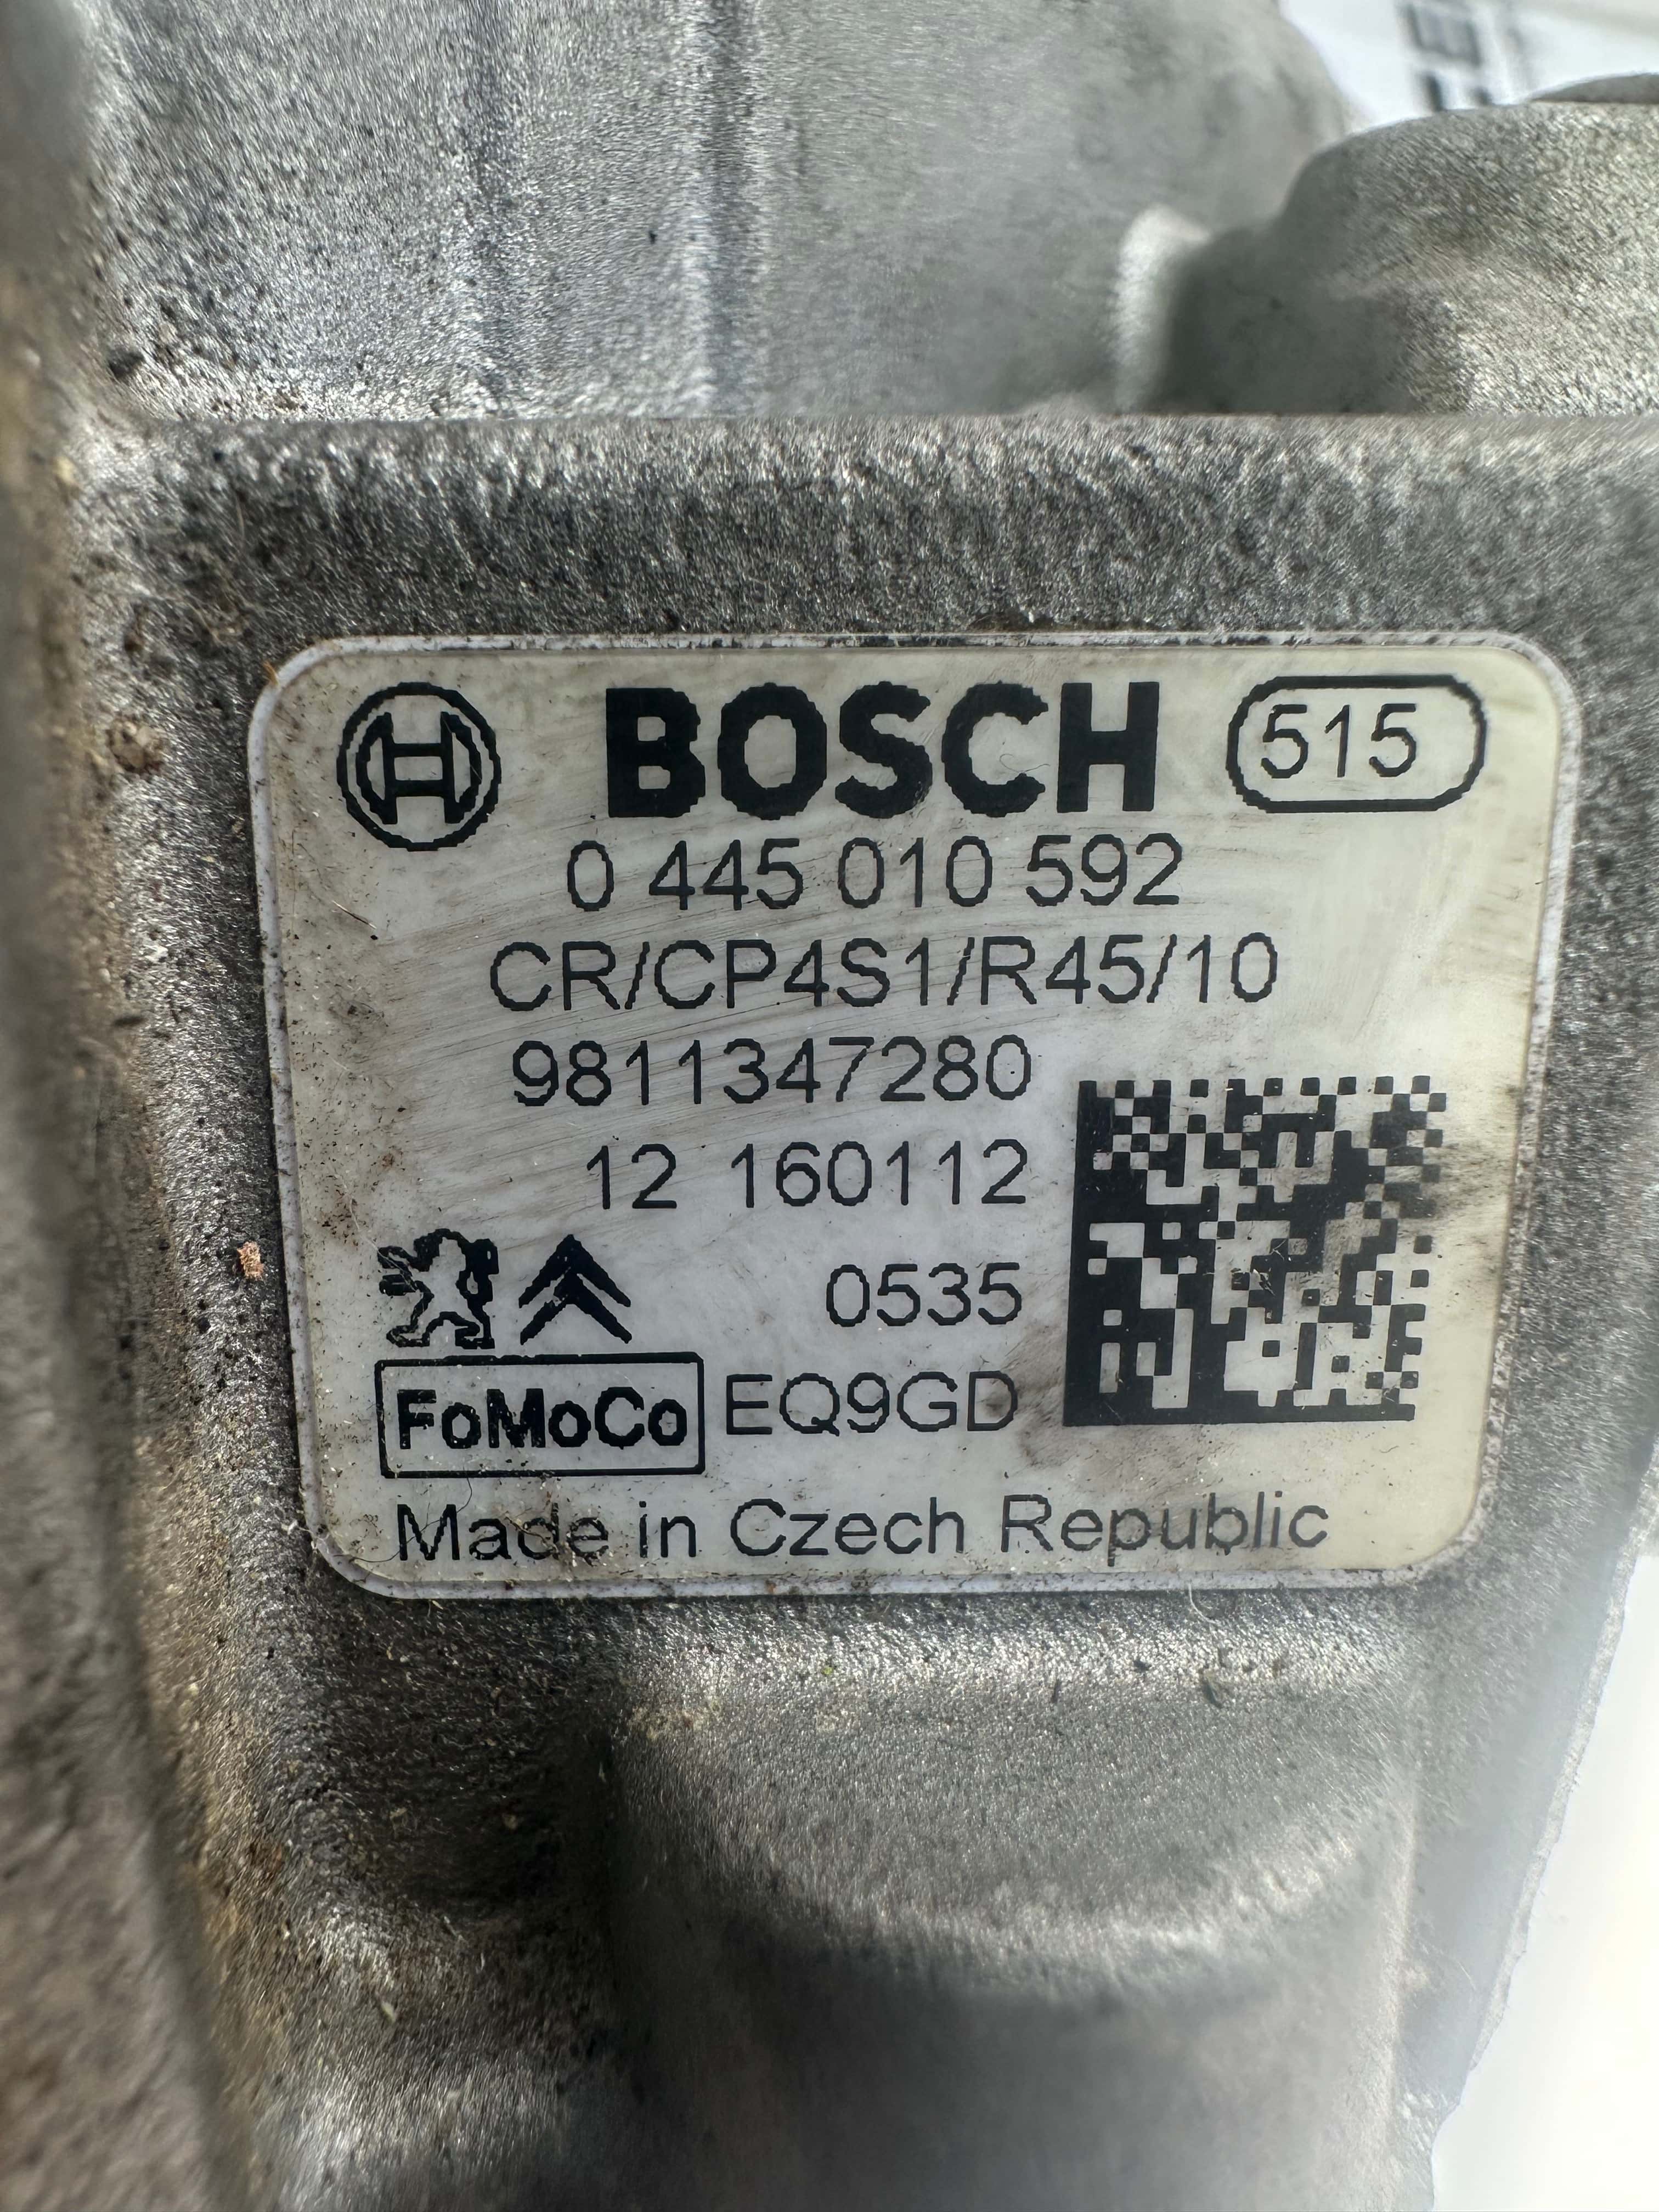 BOSCH 515
0 445 010 592
CR/CP4S1/R45/10
9811347280
12 160112
0535
FoMoCo EQ9GD
Made in Czech Republic